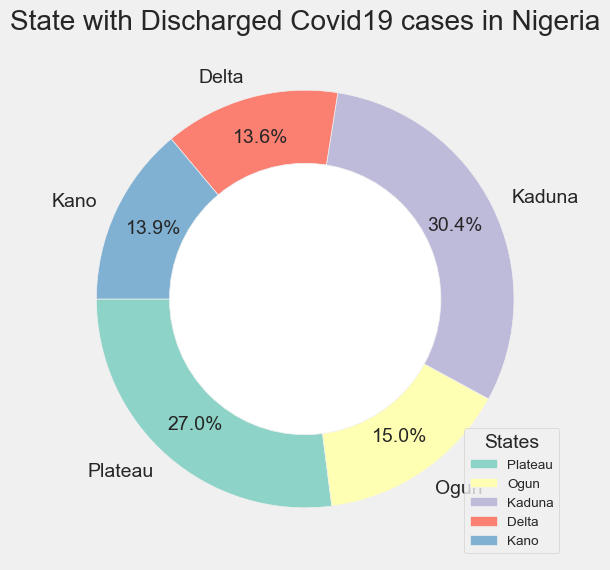 State with Discharged Covid19 cases in Nigeria
Delta
13.6%
Kaduna
30.4%
Kano
13.9%
27.0%
15.0%
Plateau
Ogun
States
Plateau
Ogun
Kaduna
Delta
Kano